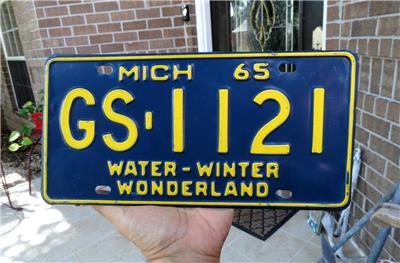 MICH 65
GS-1121
WATER-WINTER
WONDERLAND